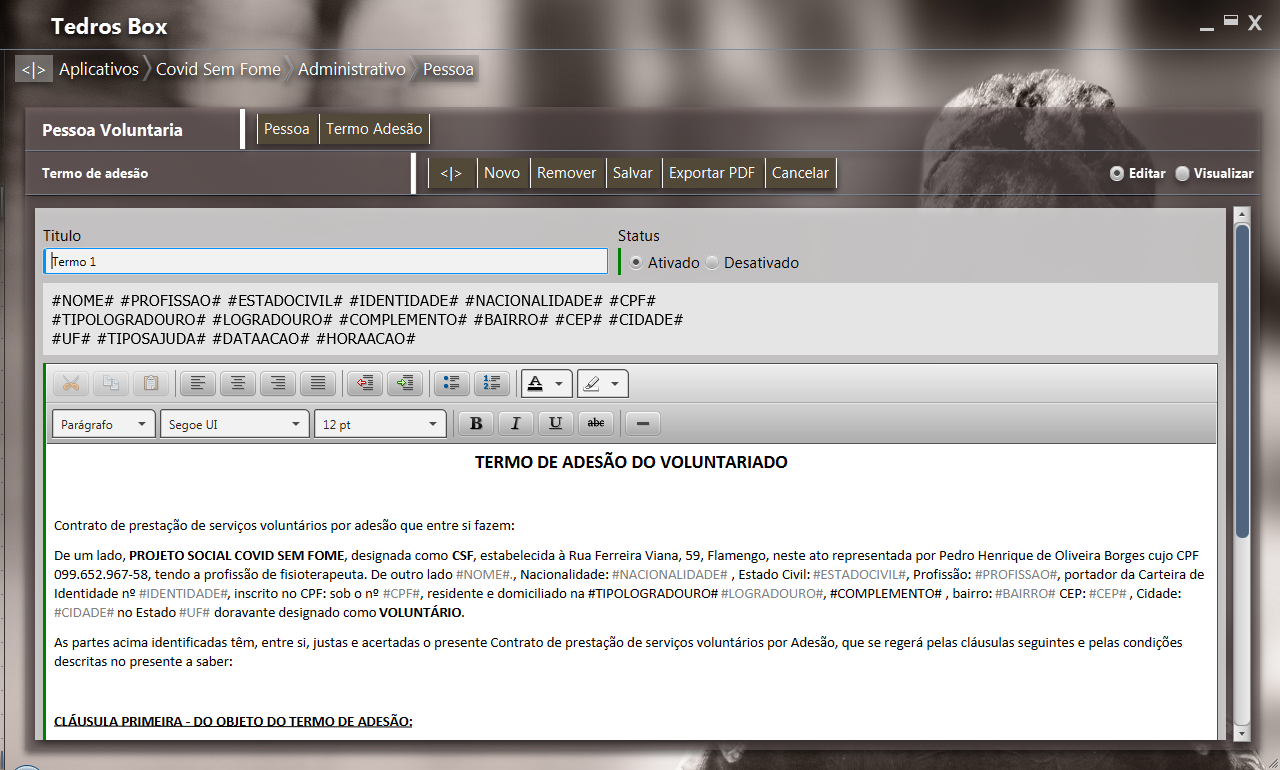 Tedros Box
<|> Aplicativos Covid Sem Fome Administrativo Pessoa
Pessoa Voluntaria Pessoa Termo Adesão
Termo de adesão <|> Novo Remover Salvar Exportar PDF Cancelar Editar Visualizar
Titulo Status
Termo 1 Ativado Desativado
#NOME# #PROFISSAO# #ESTADOCIVIL# #IDENTIDADE# #NACIONALIDADE# #CPF#
#TIPOLOGRADOURO# #LOGRADOURO# #COMPLEMENTO# #BAIRRO# #CEP# #CIDADE#
#UF# #TIPOSAJUDA# #DATAACAO# #HORAACAO#
Parágrafo Segoe UI 12 pt B I U abc
TERMO DE ADESÃO DO VOLUNTARIADO
Contrato de prestação de serviços voluntários por adesão que entre si fazem:
De um lado, PROJETO SOCIAL COVID SEM FOME, designada como CSF, estabelecida à Rua Ferreira Viana, 59, Flamengo, neste ato representada por Pedro Henrique de Oliveira Borges cujo CPF
099.652.967-58, tendo a profissão de fisioterapeuta. De outro lado #NOME#., Nacionalidade: #NACIONALIDADE# , Estado Civil: #ESTADOCIVIL#, Profissão: #PROFISSAO#, portador da Carteira de
Identidade nº #IDENTIDADE#, inscrito no CPF: sob o nº #CPF#, residente e domiciliado na #TIPOLOGRADOURO# #LOGRADOURO#, #COMPLEMENTO# , bairro: #BAIRRO# CEP: #CEP# , Cidade:
#CIDADE# no Estado #UF# doravante designado como VOLUNTÁRIO.
As partes acima identificadas têm, entre si, justas e acertadas o presente Contrato de prestação de serviços voluntários por Adesão, que se regerá pelas cláusulas seguintes e pelas condições
descritas no presente a saber:
CLÁUSULA PRIMEIRA - DO OBJETO DO TERMO DE ADESÃO: